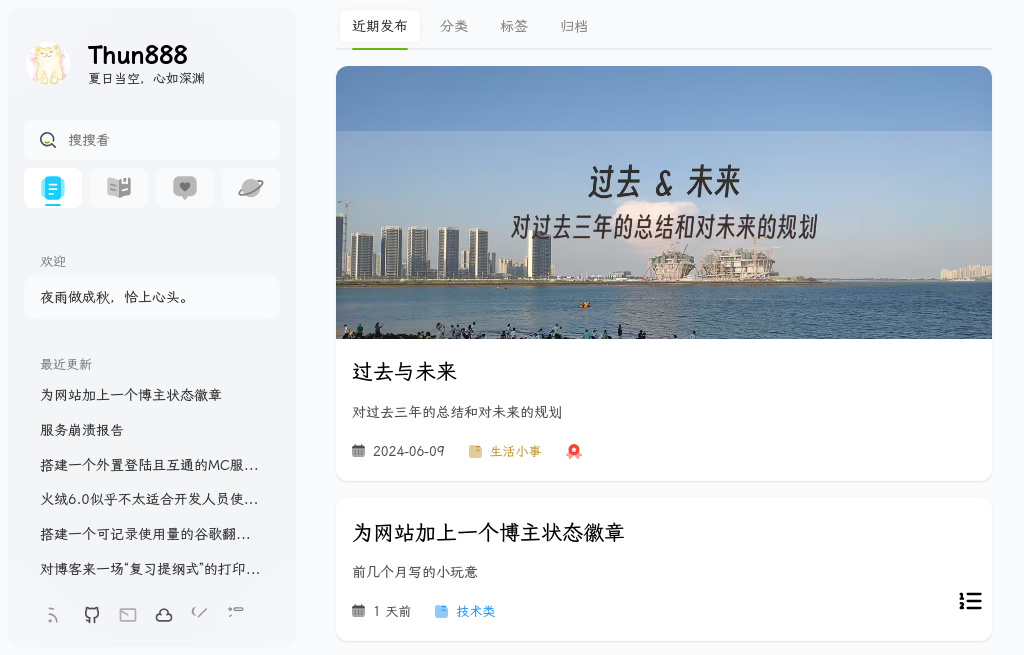 Thun888
夏日当空，心如深渊
搜搜看
欢迎
夜雨做成秋，恰上心头。
最近更新
为网站加上一个博主状态徽章
服务崩溃报告
搭建一个外置登陆且互通的MC服...
火绒6.0似乎不太适合开发人员使...
搭建一个可记录使用量的谷歌翻...
对博客来一场“复习提纲式”的打印...
近期发布 分类 标签 归档
过去 & 未来
对过去三年的总结和对未来的规划
过去与未来
对过去三年的总结和对未来的规划
2024-06-09 生活小事
为网站加上一个博主状态徽章
前几个月写的小玩意
1 天前 技术类